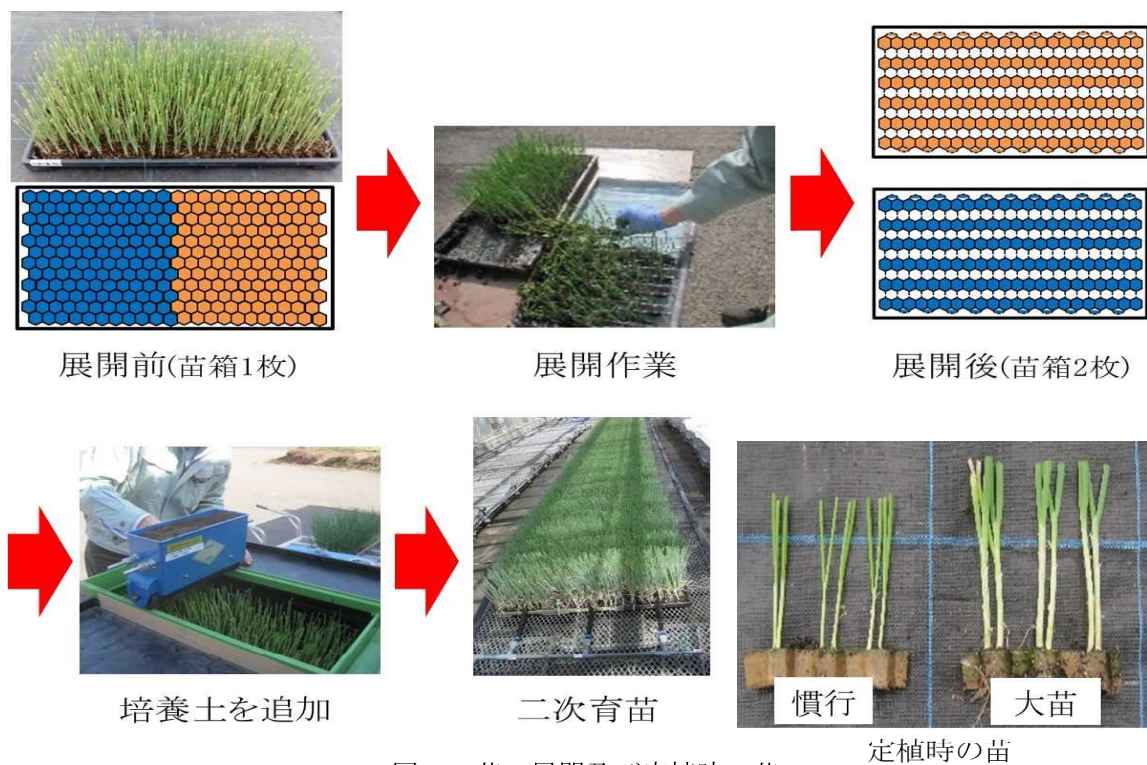 展開前(苗箱1枚)
展開作業
展開後(苗箱2枚)
培養土を追加
二次育苗
慣行
大苗
定植時の苗